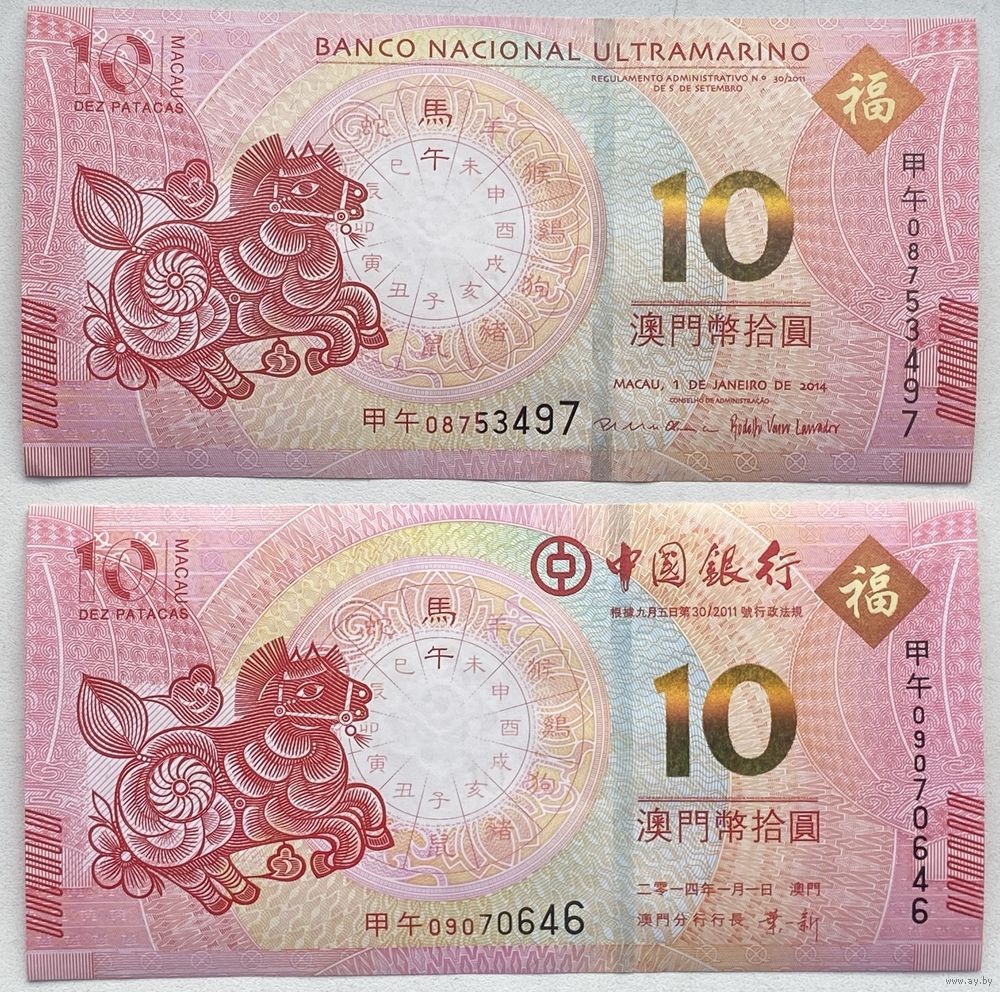 10
MACAU
DEZ PATACAS
BANCO NACIONAL ULTRAMARINO
REGULAMENTO ADMINISTRATIVO N.º 30/2011
DE 5 DE SETEMBRO
福
甲午08753497
馬
羊
猴
鷄
狗
豬
鼠
蛇
午
未
申
酉
戌
亥
子
丑
寅
卯
辰
巳
10
澳門幣拾圓
MACAU, 1 DE JANEIRO DE 2014
CONSELHO DE ADMINISTRAÇÃO
甲午08753497
10
MACAU
DEZ PATACAS
中國銀行
根據九月五日第30/2011號行政法規
福
甲午09070646
馬
羊
猴
鷄
狗
豬
鼠
蛇
午
未
申
酉
戌
亥
子
丑
寅
卯
辰
巳
10
澳門幣拾圓
二零一四年一月一日 澳門
澳門分行行長 葉一新
甲午09070646
www.ay.by